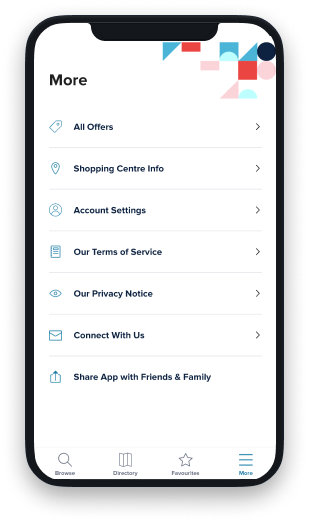 More
All Offers
Shopping Centre Info
Account Settings
Our Terms of Service
Our Privacy Notice
Connect With Us
Share App with Friends & Family
Browse
Directory
Favourites
More